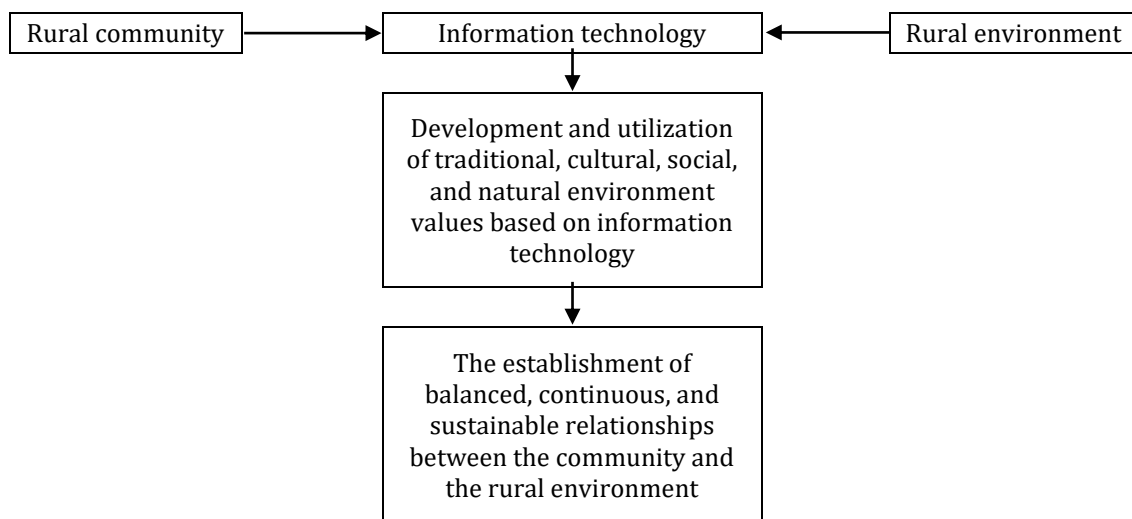 Rural community
Information technology
Rural environment
Development and utilization
of traditional, cultural, social,
and natural environment
values based on information
technology
The establishment of
balanced, continuous, and
sustainable relationships
between the community and
the rural environment